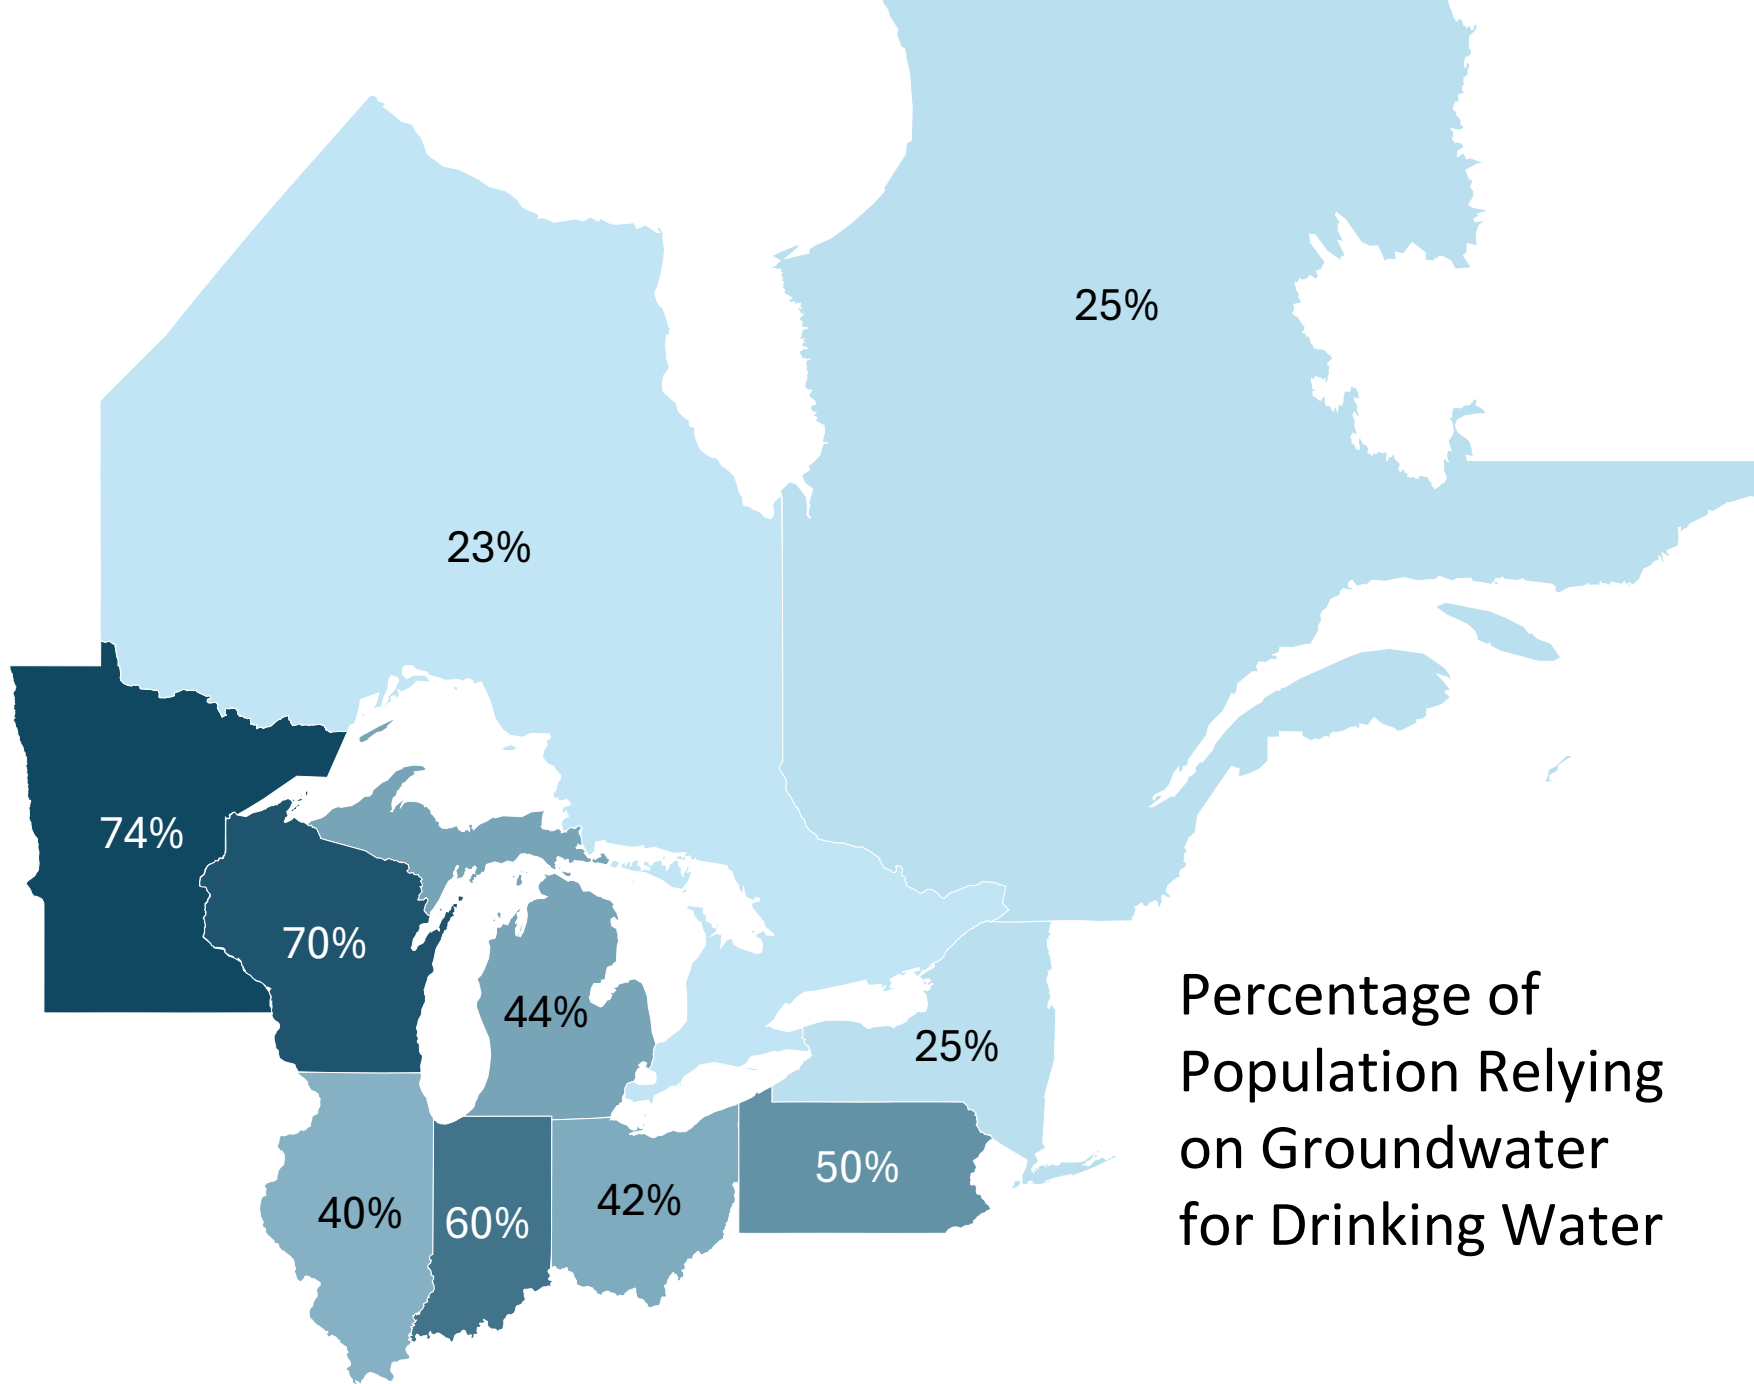 25%
23%
74%
70%
44%
25%
50%
42%
40%
60%
Percentage of
Population Relying
on Groundwater
for Drinking Water